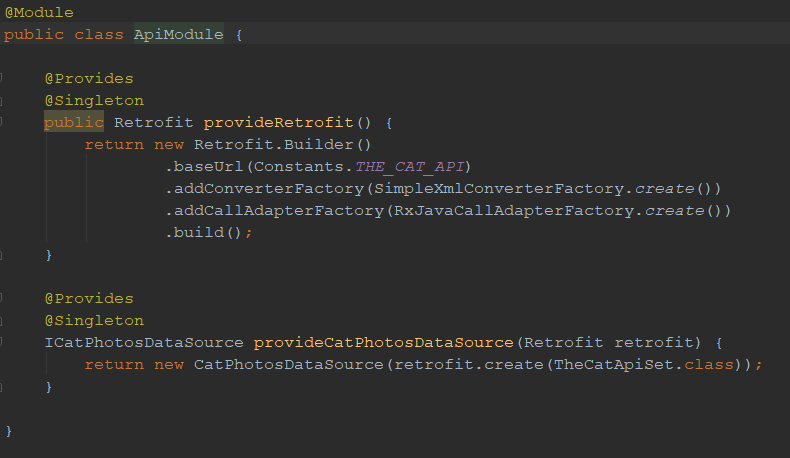 @Module
public class ApiModule {
@Provides
@Singleton
public Retrofit provideRetrofit() {
return new Retrofit.Builder()
.baseUrl(Constants.THE_CAT_API)
.addConverterFactory(SimpleXmlConverterFactory.create())
.addCallAdapterFactory(RxJavaCallAdapterFactory.create())
.build();
}
@Provides
@Singleton
ICatPhotosDataSource provideCatPhotosDataSource(Retrofit retrofit) {
return new CatPhotosDataSource(retrofit.create(TheCatApiSet.class));
}
}